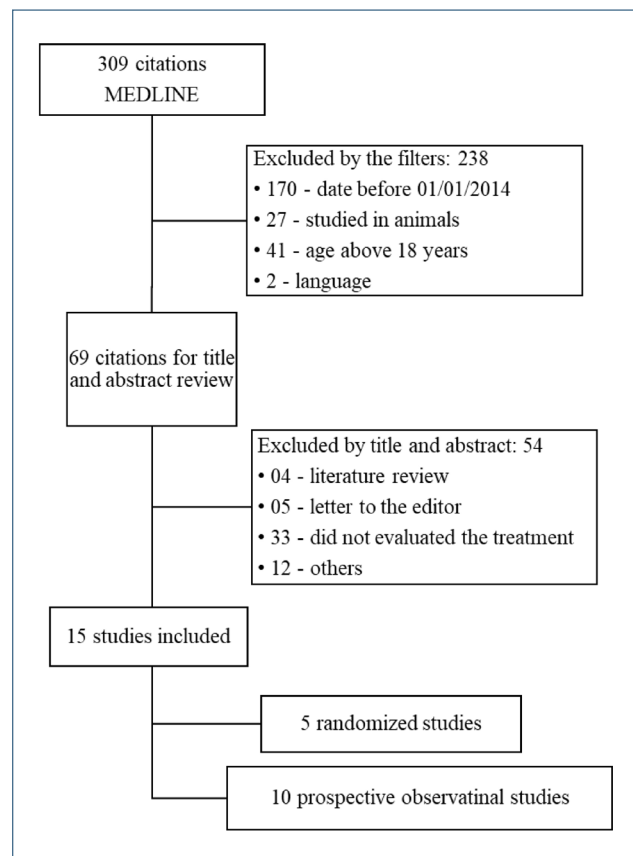 309 citations
MEDLINE
Excluded by the filters: 238
• 170 - date before 01/01/2014
• 27 - studied in animals
• 41 - age above 18 years
• 2 - language
69 citations for title
and abstract review
Excluded by title and abstract: 54
• 04 - literature review
• 05 - letter to the editor
• 33 - did not evaluated the treatment
• 12 - others
15 studies included
5 randomized studies
10 prospective observatinal studies